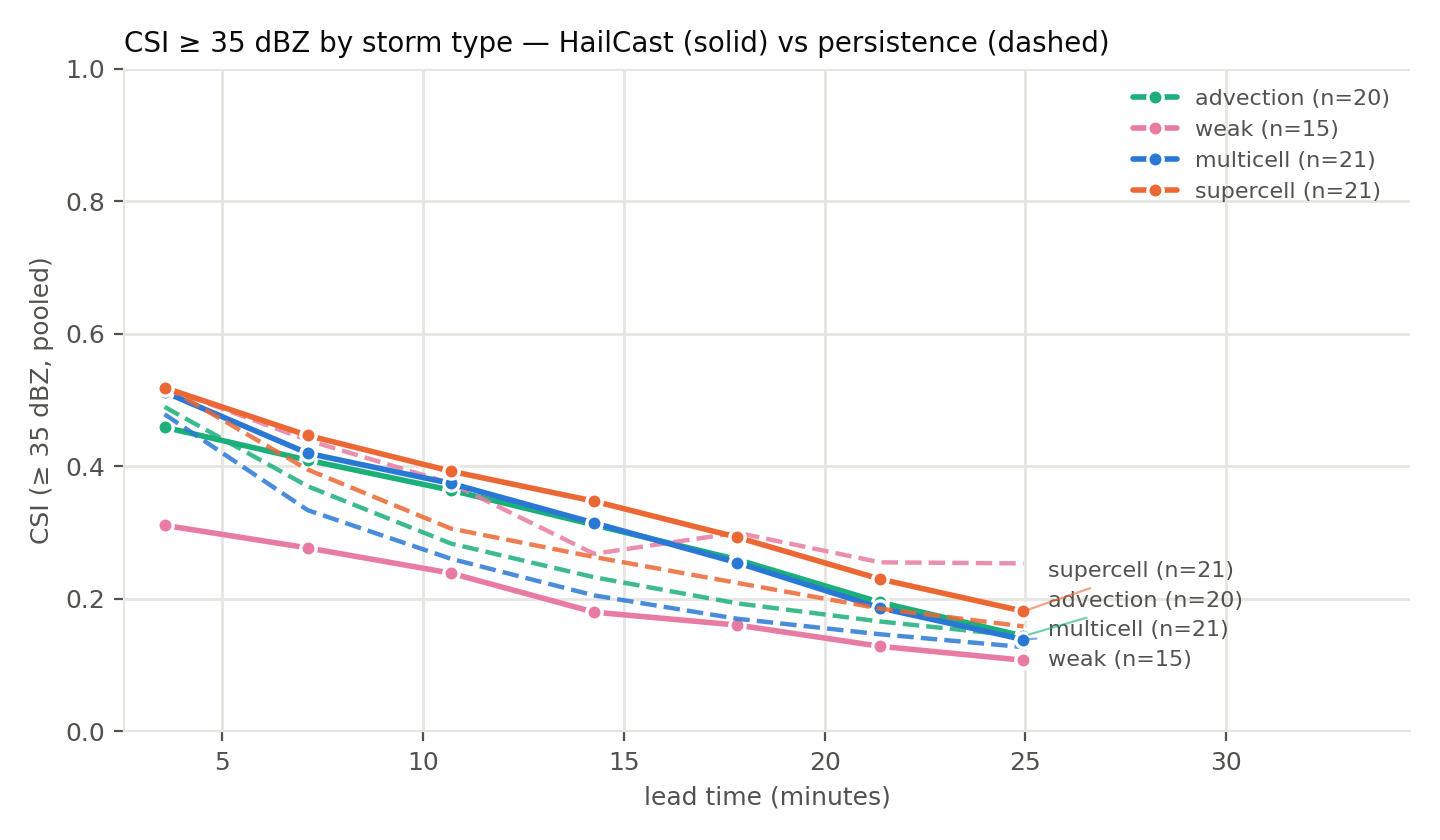 CSI ≥ 35 dBZ by storm type — HailCast (solid) vs persistence (dashed)
CSI (≥ 35 dBZ, pooled)
1.0
0.8
0.6
0.4
0.2
0.0
advection (n=20)
weak (n=15)
multicell (n=21)
supercell (n=21)
supercell (n=21)
advection (n=20)
multicell (n=21)
weak (n=15)
5
10
15
20
25
30
lead time (minutes)